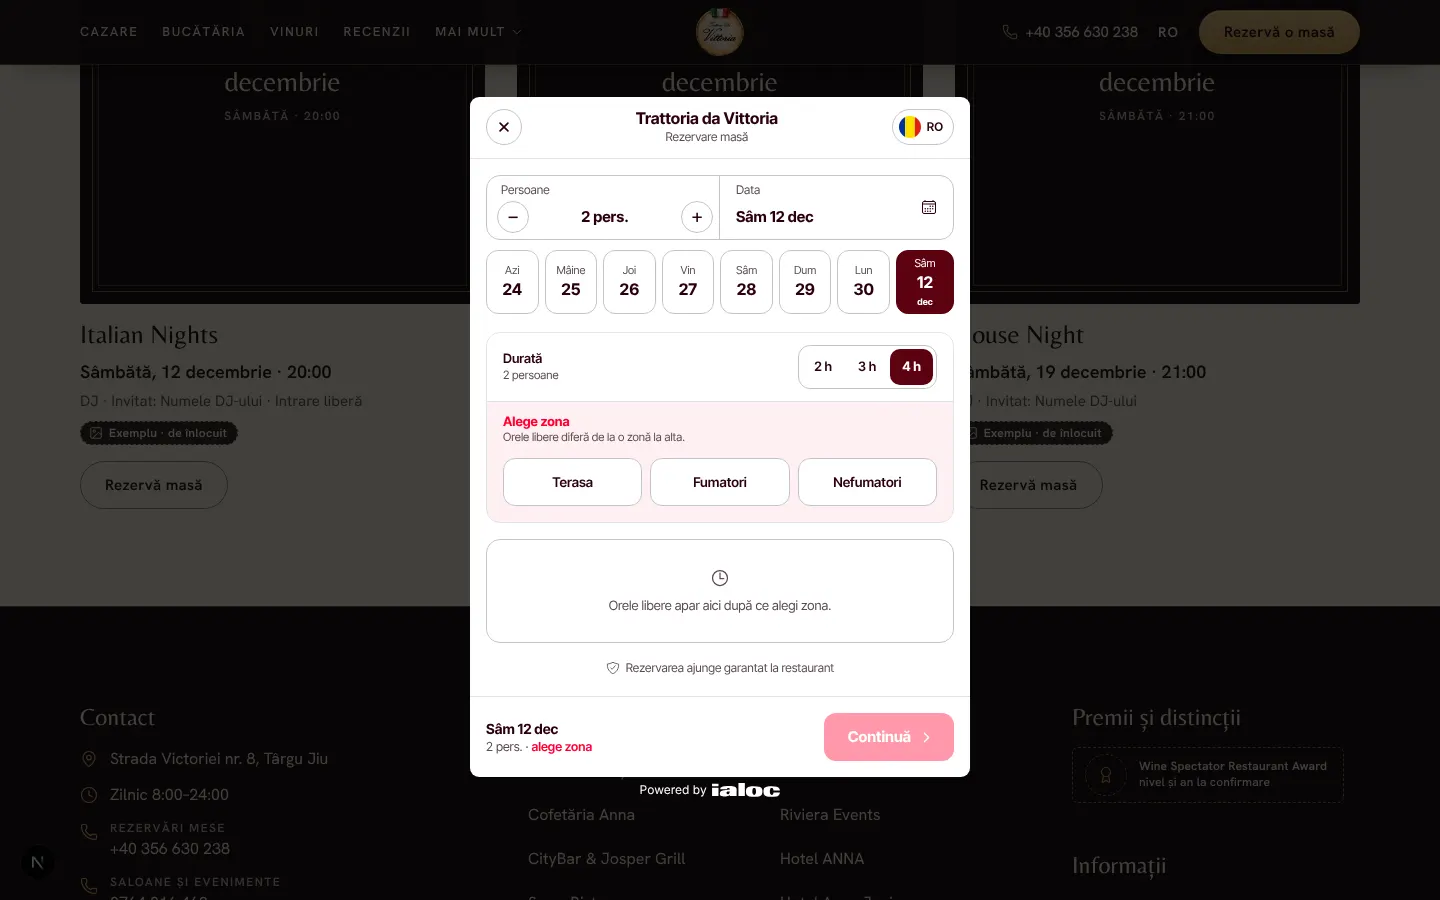 CAZARE
BUCĂTĂRIA
VINURI
RECENZII
MAI MULT
Vittoria
+40 356 630 238
RO
Rezervă o masă
decembrie
SÂMBĂTĂ · 20:00
decembrie
decembrie
SÂMBĂTĂ · 21:00
Trattoria da Vittoria
Rezervare masă
RO
Persoane
2 pers.
Data
Sâm 12 dec
Azi
24
Mâine
25
Joi
26
Vin
27
Sâm
28
Dum
29
Lun
30
Sâm
12
dec
Durată
2 persoane
2 h
3 h
4 h
Alege zona
Orele libere diferă de la o zonă la alta.
Terasa
Fumatori
Nefumatori
Orele libere apar aici după ce alegi zona.
Rezervarea ajunge garantat la restaurant
Sâm 12 dec
2 pers. · alege zona
Continuă
Powered by ialoc
Italian Nights
Sâmbătă, 12 decembrie · 20:00
DJ · Invitat: Numele DJ-ului · Intrare liberă
Exemplu · de înlocuit
Rezervă masă
ouse Night
âmbătă, 19 decembrie · 21:00
· Invitat: Numele DJ-ului
Exemplu · de înlocuit
Rezervă masă
Contact
Strada Victoriei nr. 8, Târgu Jiu
Zilnic 8:00–24:00
REZERVĂRI MESE
+40 356 630 238
SALOANE ȘI EVENIMENTE
Cofetăria Anna
CityBar & Josper Grill
Riviera Events
Hotel ANNA
Premii și distincții
Wine Spectator Restaurant Award
nivel și an la confirmare
Informații
N